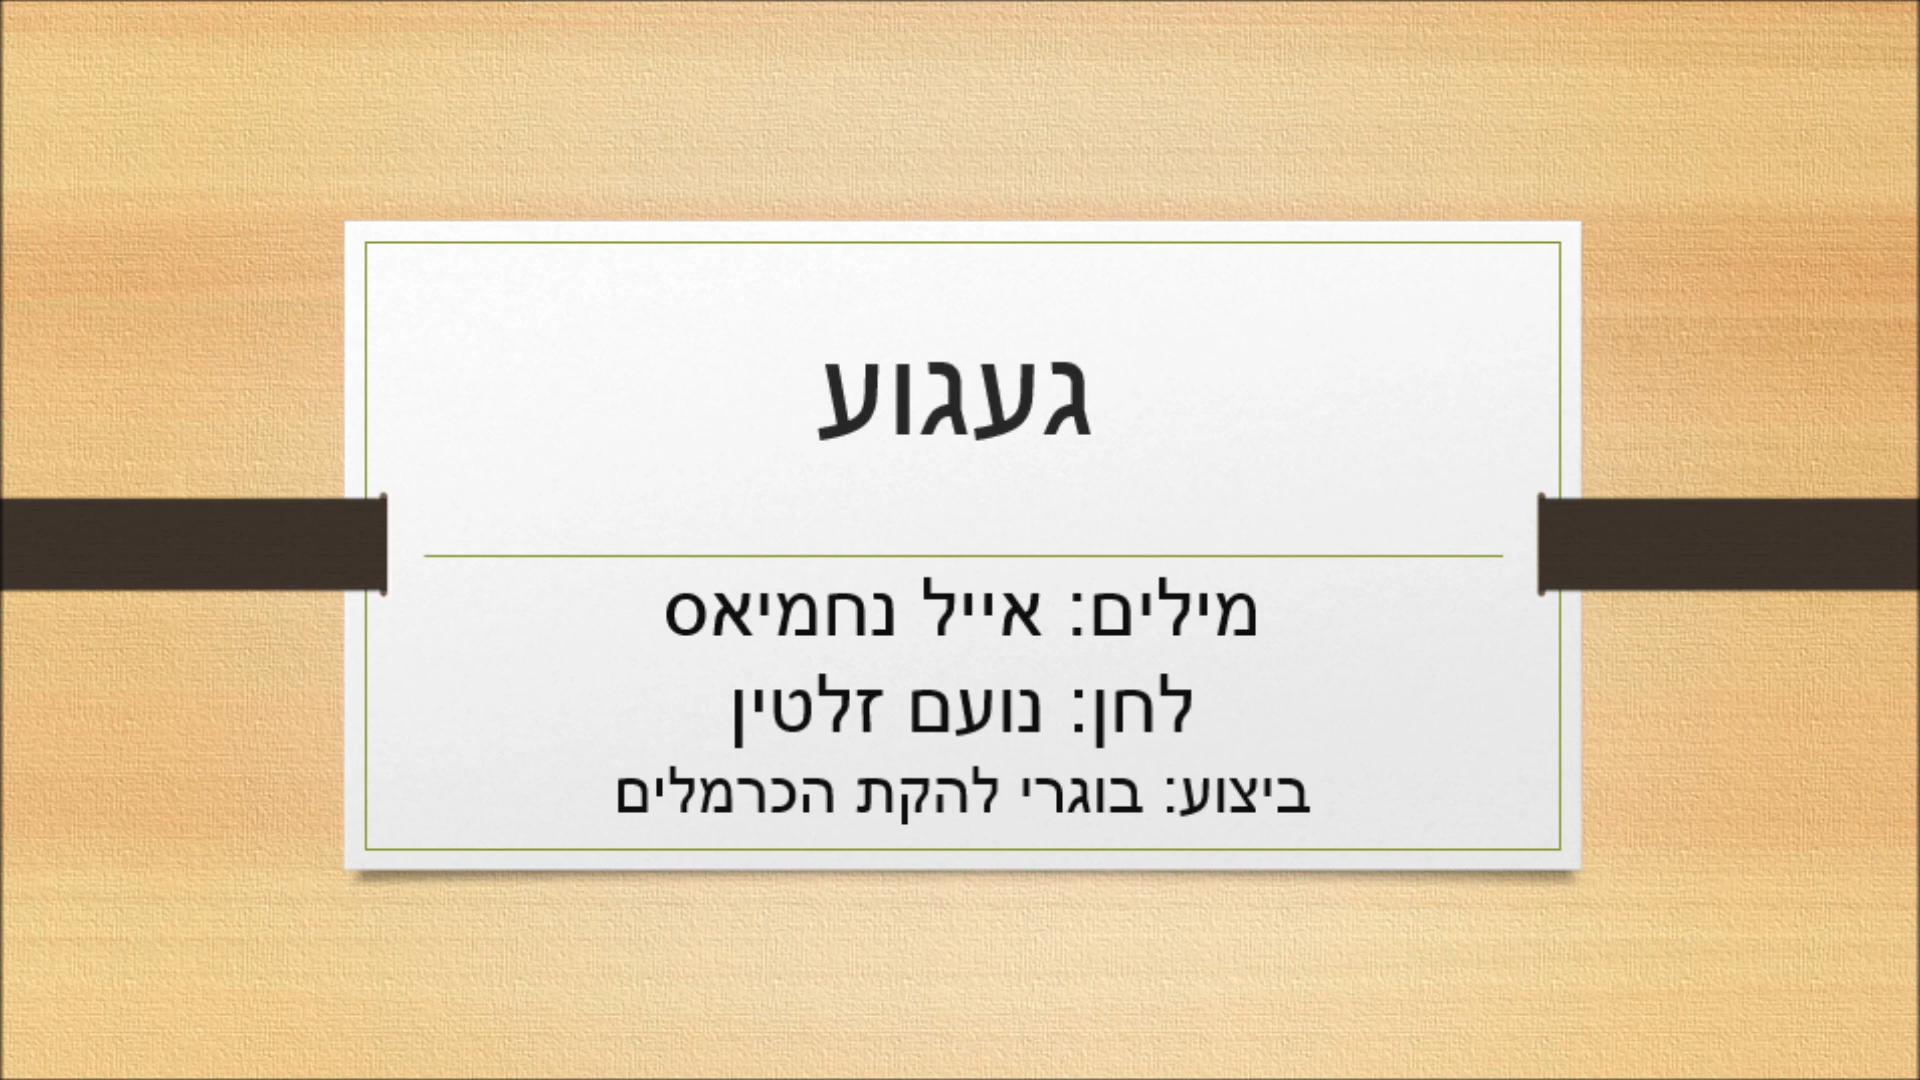 געגוע
מילים: אייל נחמיאס
לחן: נועם זלטין
ביצוע: בוגרי להקת הכרמלים